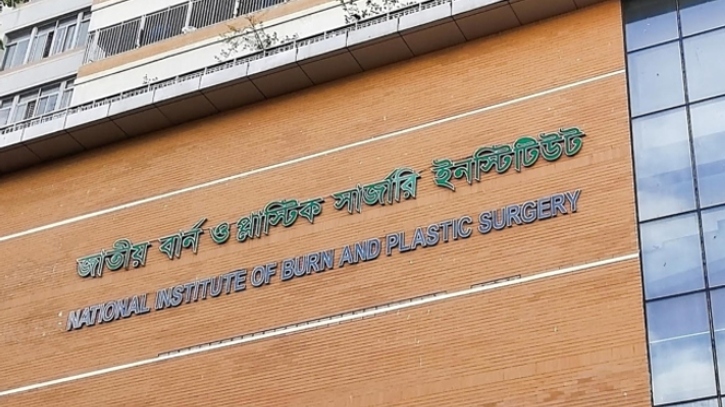 জাতীয় বার্ন ও প্লাস্টিক সার্জারি ইনস্টিটিউট
NATIONAL INSTITUTE OF BURN AND PLASTIC SURGERY